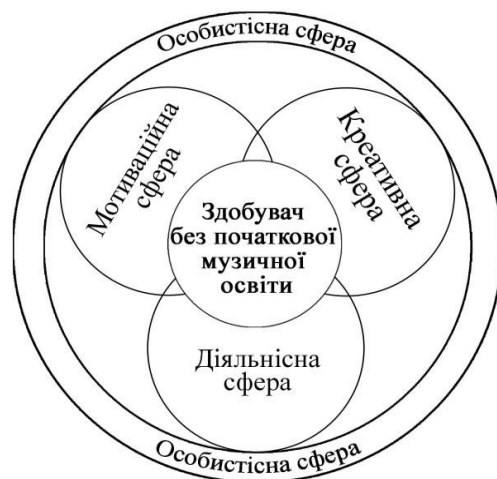 Особистісна сфера
Мотиваційна
сфера
Креативна
сфера
Здобувач
без початкової
музичної
освіти
Діяльнісна
сфера
Особистісна сфера